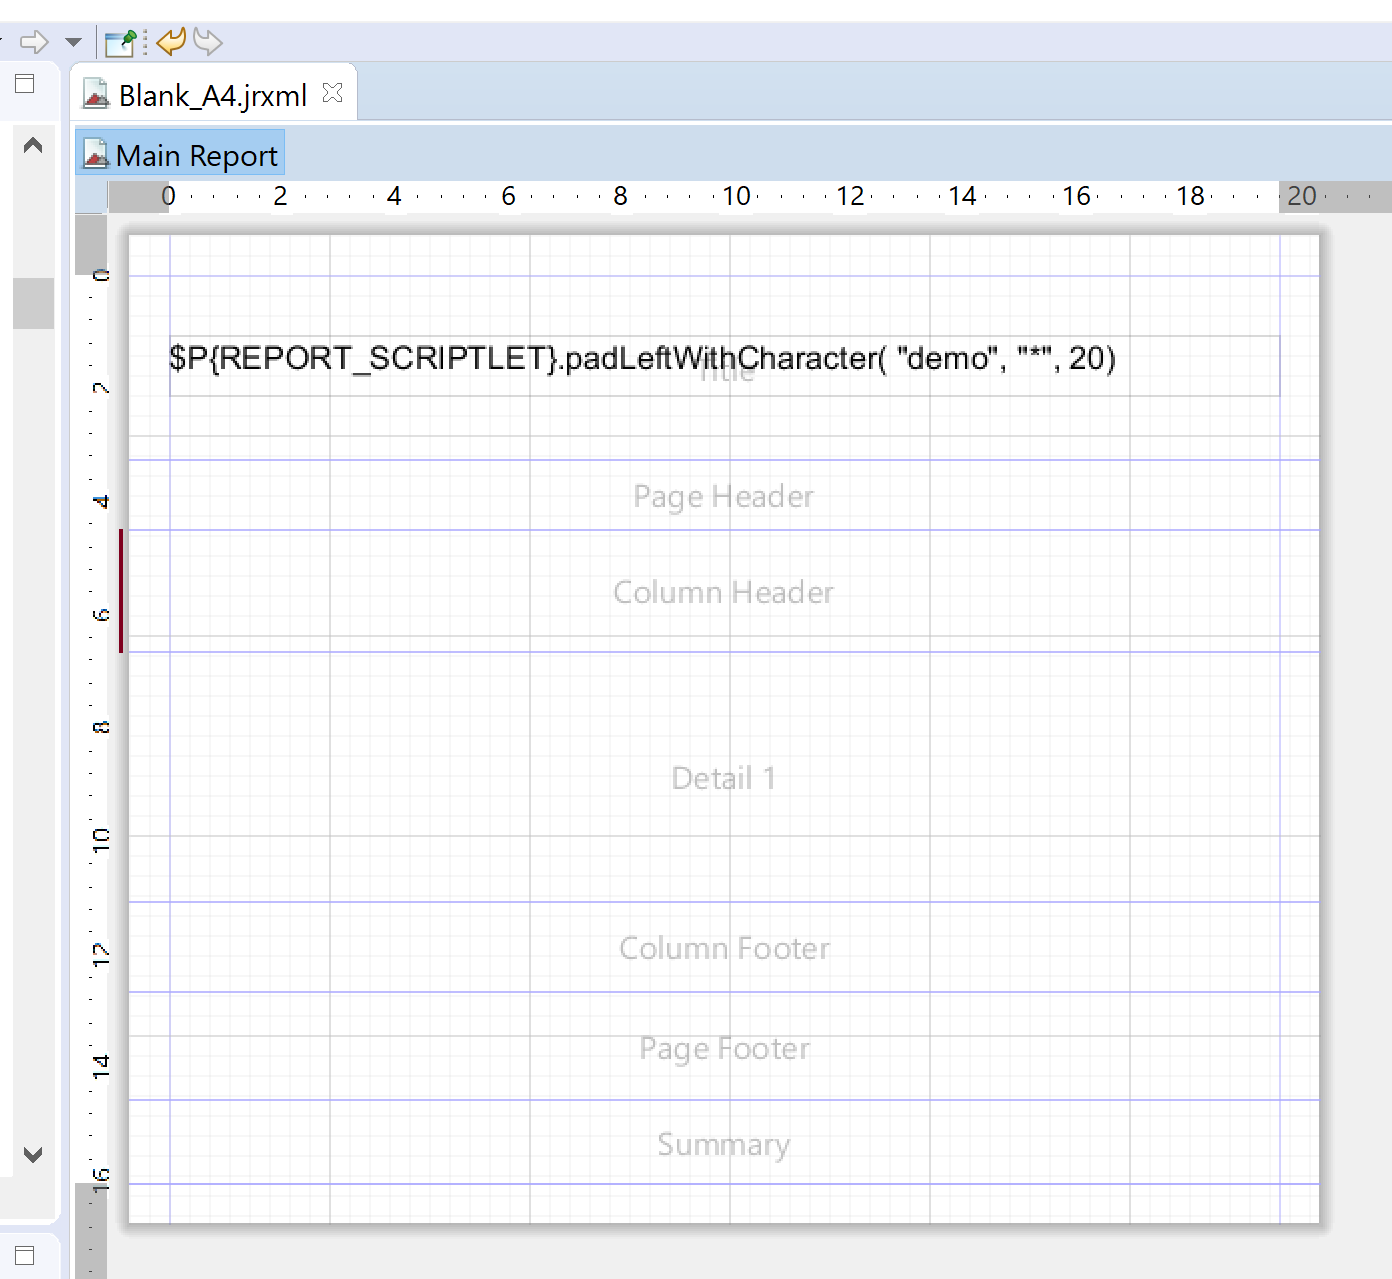 Blank_A4.jrxml
Main Report
0 2 4 6 8 10 12 14 16 18 20
0
2
4
6
8
10
12
14
16
$P{REPORT_SCRIPTLET}.padLeftWithCharacter( "demo", "*", 20)
Title
Page Header
Column Header
Detail 1
Column Footer
Page Footer
Summary